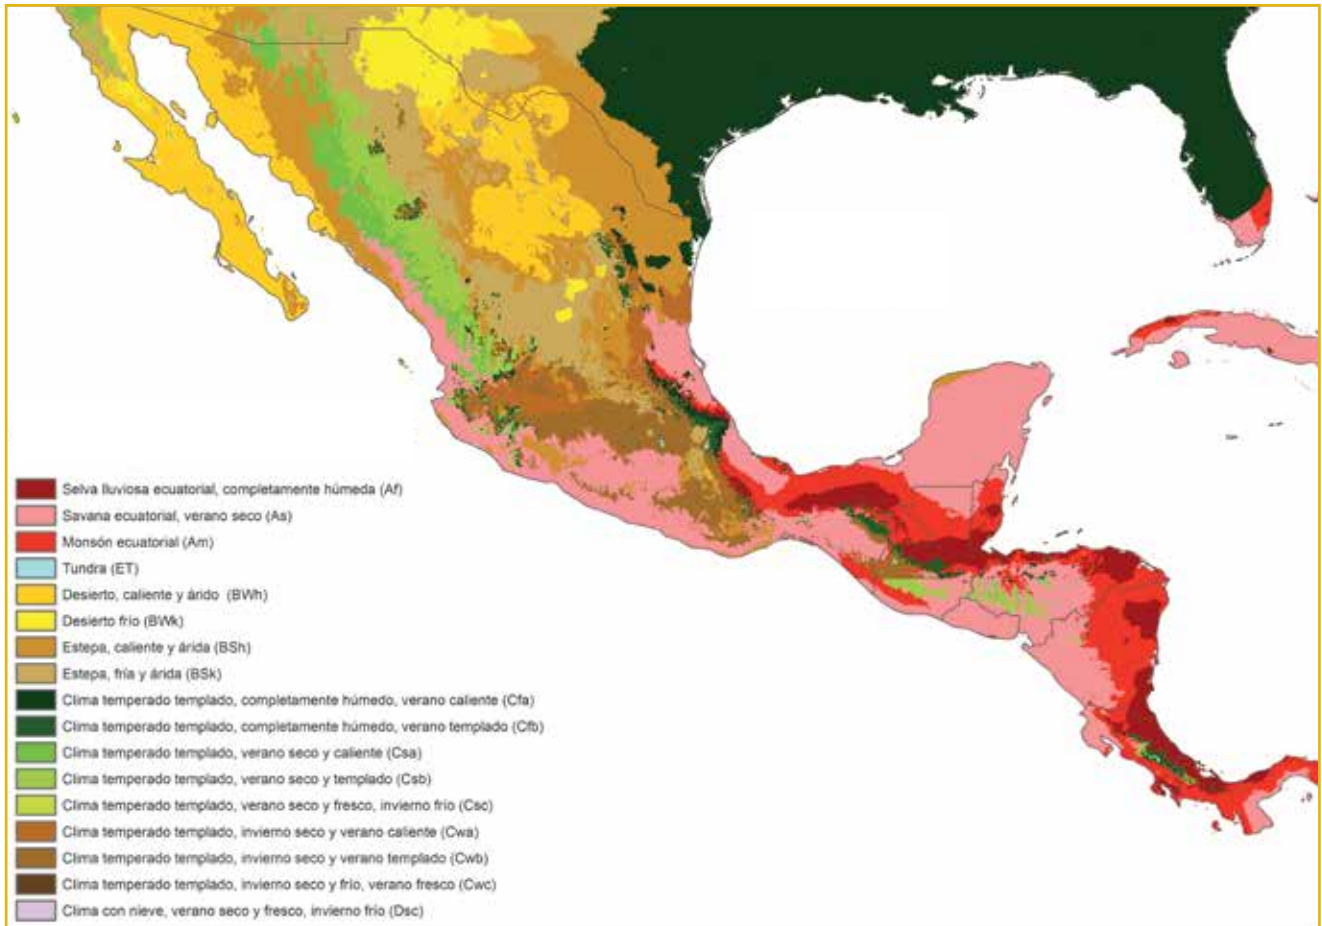 Selva lluviosa ecuatorial, completamente húmeda (Af)
Savana ecuatorial, verano seco (As)
Monsón ecuatorial (Am)
Tundra (ET)
Desierto, caliente y árido (BWh)
Desierto frío (BWk)
Estepa, caliente y árida (BSh)
Estepa, fría y árida (BSk)
Clima temperado templado, completamente húmedo, verano caliente (Cfa)
Clima temperado templado, completamente húmedo, verano templado (Cfb)
Clima temperado templado, verano seco y caliente (Csa)
Clima temperado templado, verano seco y templado (Csb)
Clima temperado templado, verano seco y fresco, invierno frío (Csc)
Clima temperado templado, invierno seco y verano caliente (Cwa)
Clima temperado templado, invierno seco y verano templado (Cwb)
Clima temperado templado, invierno seco y frío, verano fresco (Cwc)
Clima con nieve, verano seco y fresco, invierno frío (Dsc)